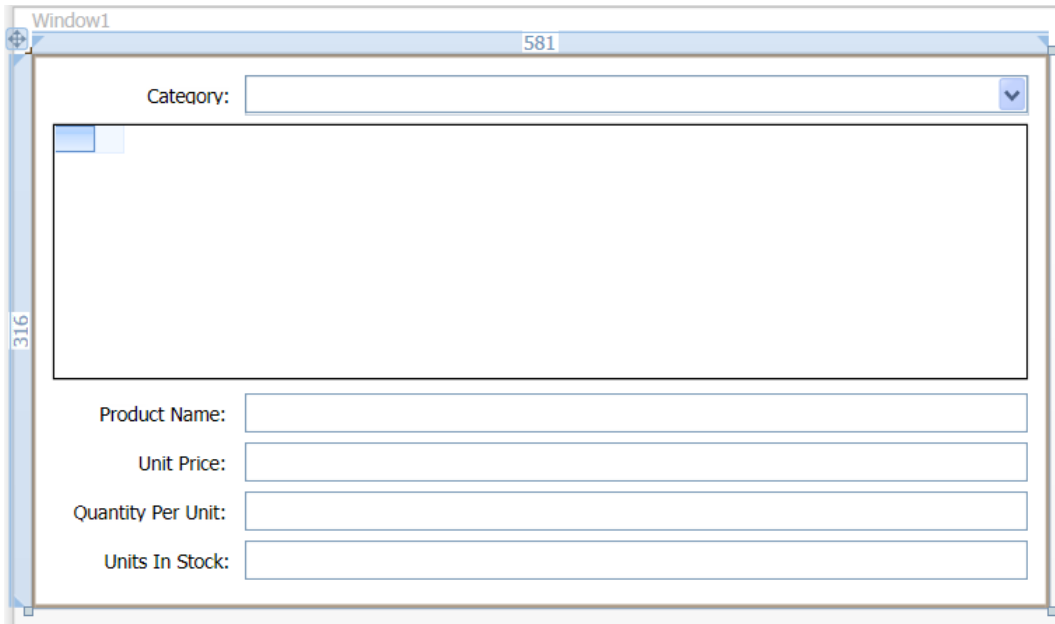 Window1
581
Category:
316
Product Name:
Unit Price:
Quantity Per Unit:
Units In Stock: